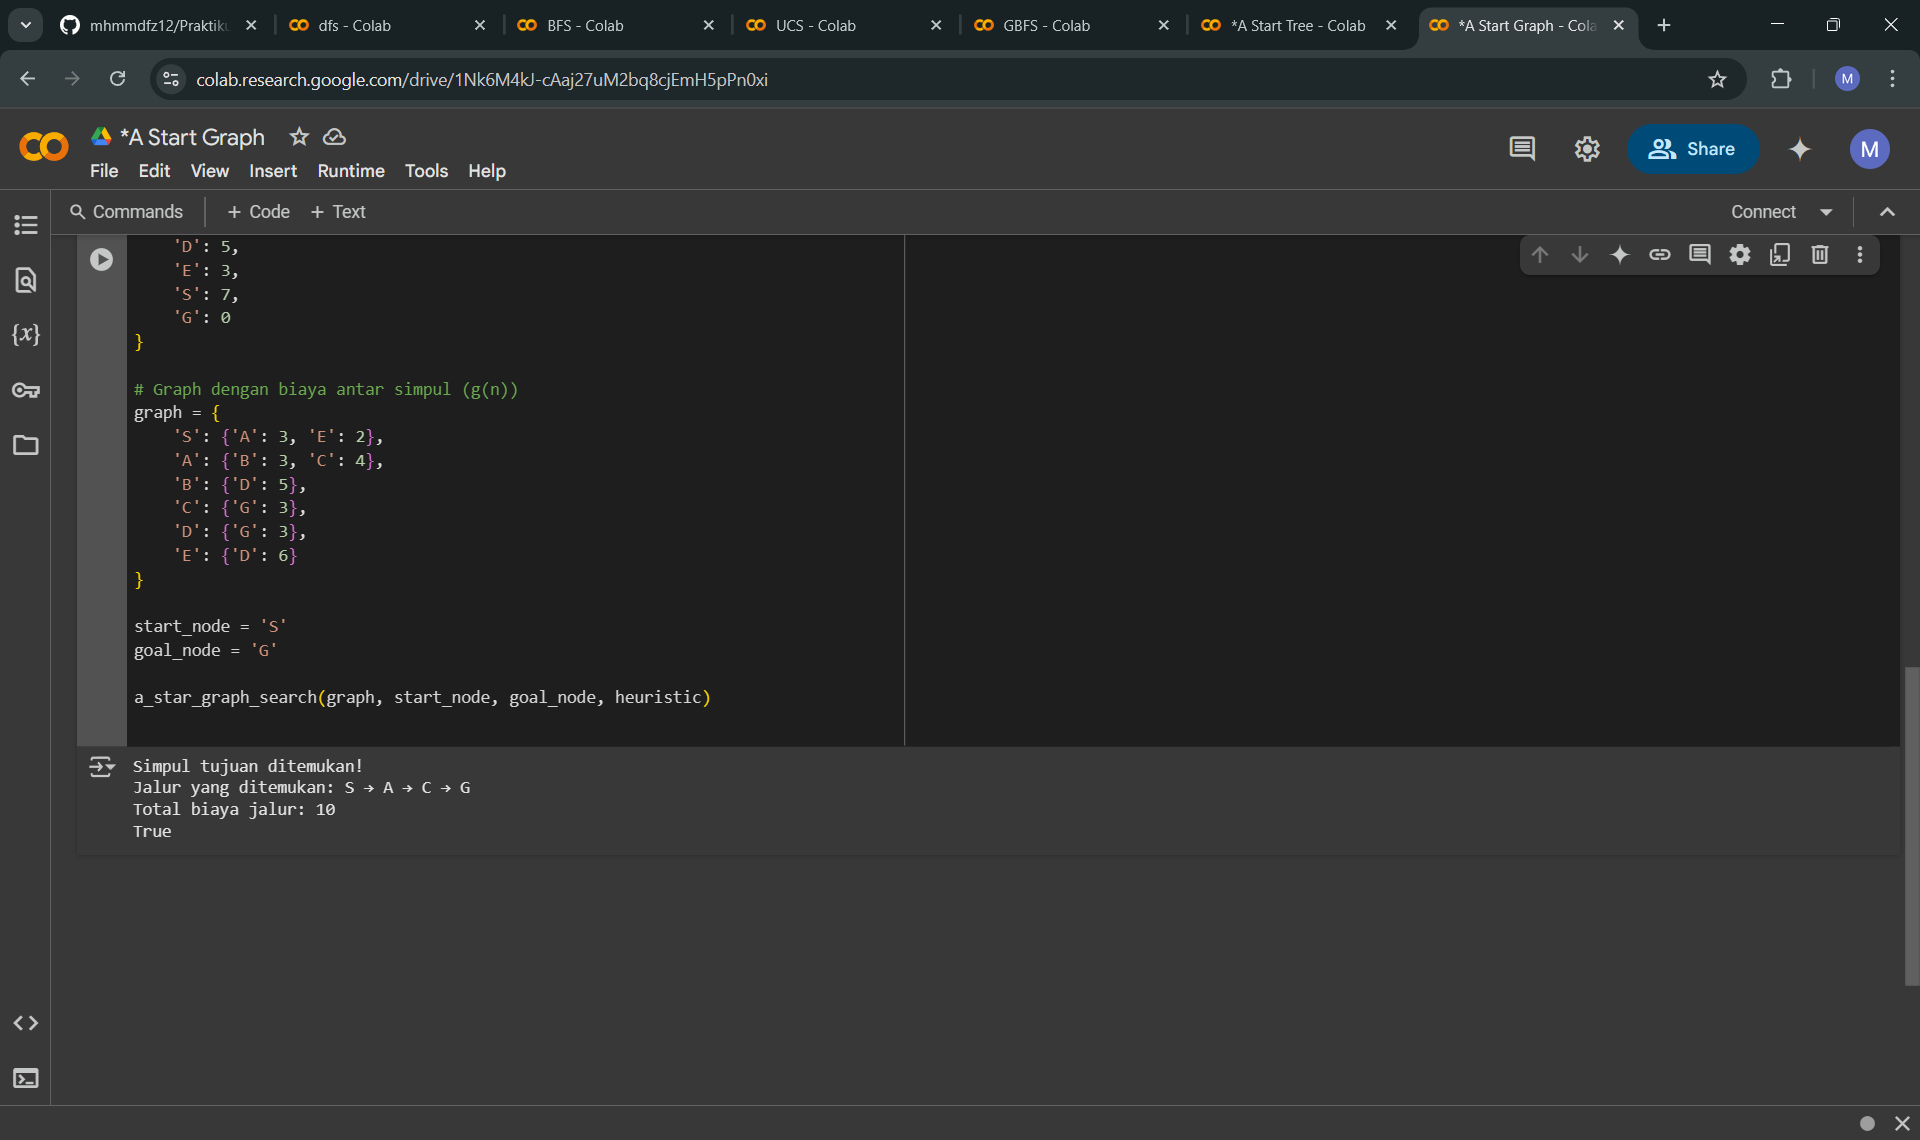 mhmmdfz12/Praktik
dfs - Colab
BFS - Colab
UCS - Colab
GBFS - Colab
*A Start Tree - Colab
*A Start Graph - Cola
colab.research.google.com/drive/1Nk6M4kJ-cAaj27uM2bq8cjEmH5pPn0xi
M
*A Start Graph
File Edit View Insert Runtime Tools Help
Share
M
Commands
+ Code
+ Text
Connect
'D': 5,
'E': 3,
'S': 7,
'G': 0
}
# Graph dengan biaya antar simpul (g(n))
graph = {
'S': {'A': 3, 'E': 2},
'A': {'B': 3, 'C': 4},
'B': {'D': 5},
'C': {'G': 3},
'D': {'G': 3},
'E': {'D': 6}
}
start_node = 'S'
goal_node = 'G'
a_star_graph_search(graph, start_node, goal_node, heuristic)
Simpul tujuan ditemukan!
Jalur yang ditemukan: S → A → C → G
Total biaya jalur: 10
True